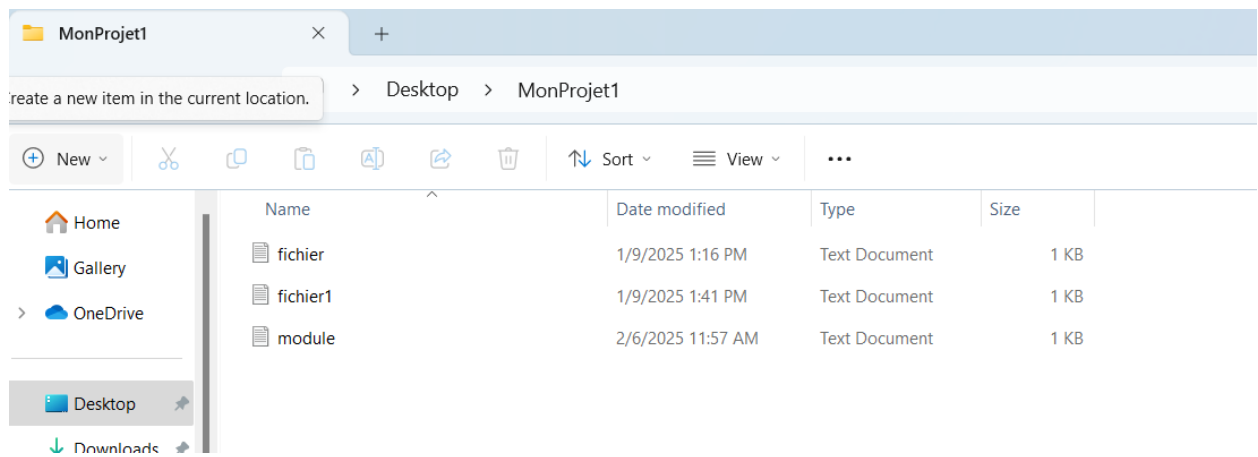 MonProjet1
Create a new item in the current location.
Desktop
MonProjet1
New
Sort
View
Name Date modified Type Size
Home
fichier 1/9/2025 1:16 PM Text Document 1 KB
Gallery
fichier1 1/9/2025 1:41 PM Text Document 1 KB
OneDrive
module 2/6/2025 11:57 AM Text Document 1 KB
Desktop
Downloads